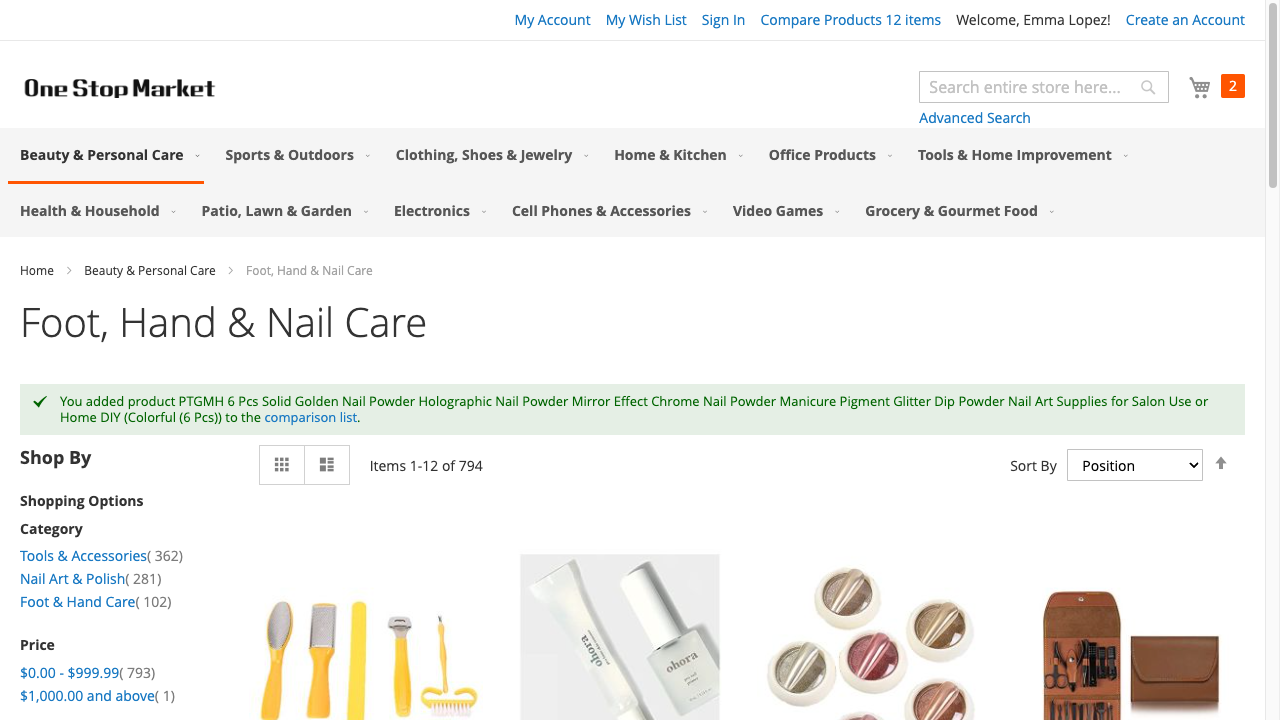 My Account My Wish List Sign In Compare Products 12 items Welcome, Emma Lopez! Create an Account
One Stop Market
Search entire store here...
2
Advanced Search
Beauty & Personal Care Sports & Outdoors Clothing, Shoes & Jewelry Home & Kitchen Office Products Tools & Home Improvement
Health & Household Patio, Lawn & Garden Electronics Cell Phones & Accessories Video Games Grocery & Gourmet Food
Home Beauty & Personal Care Foot, Hand & Nail Care
Foot, Hand & Nail Care
You added product PTGMH 6 Pcs Solid Golden Nail Powder Holographic Nail Powder Mirror Effect Chrome Nail Powder Manicure Pigment Glitter Dip Powder Nail Art Supplies for Salon Use or
Home DIY (Colorful (6 Pcs)) to the comparison list.
Shop By
Items 1-12 of 794
Sort By Position
Shopping Options
Category
Tools & Accessories( 362)
Nail Art & Polish( 281)
Foot & Hand Care( 102)
Price
$0.00 - $999.99( 793)
$1,000.00 and above( 1)
ohora
ohora